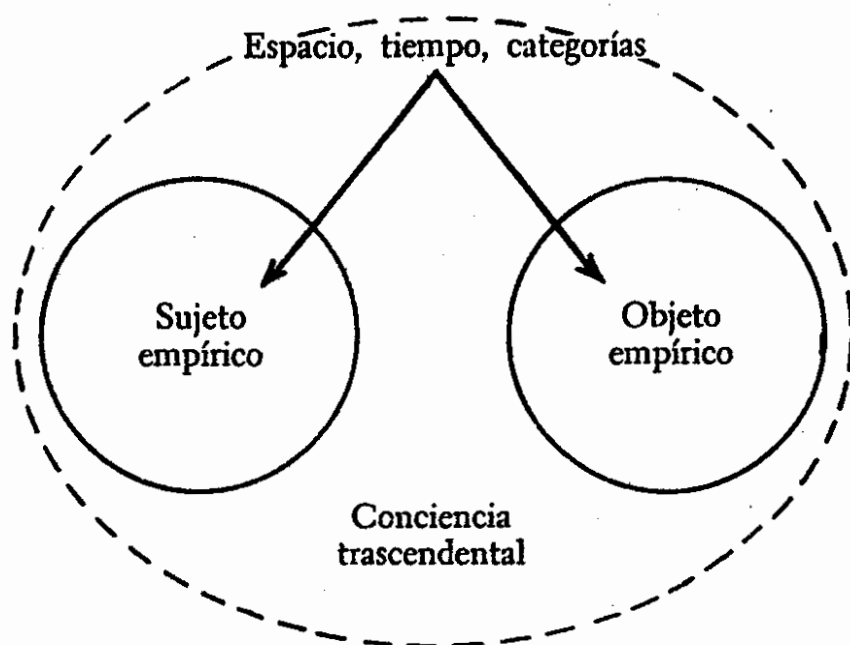 Espacio, tiempo, categorías
Sujeto
empírico
Objeto
empírico
Conciencia
trascendental